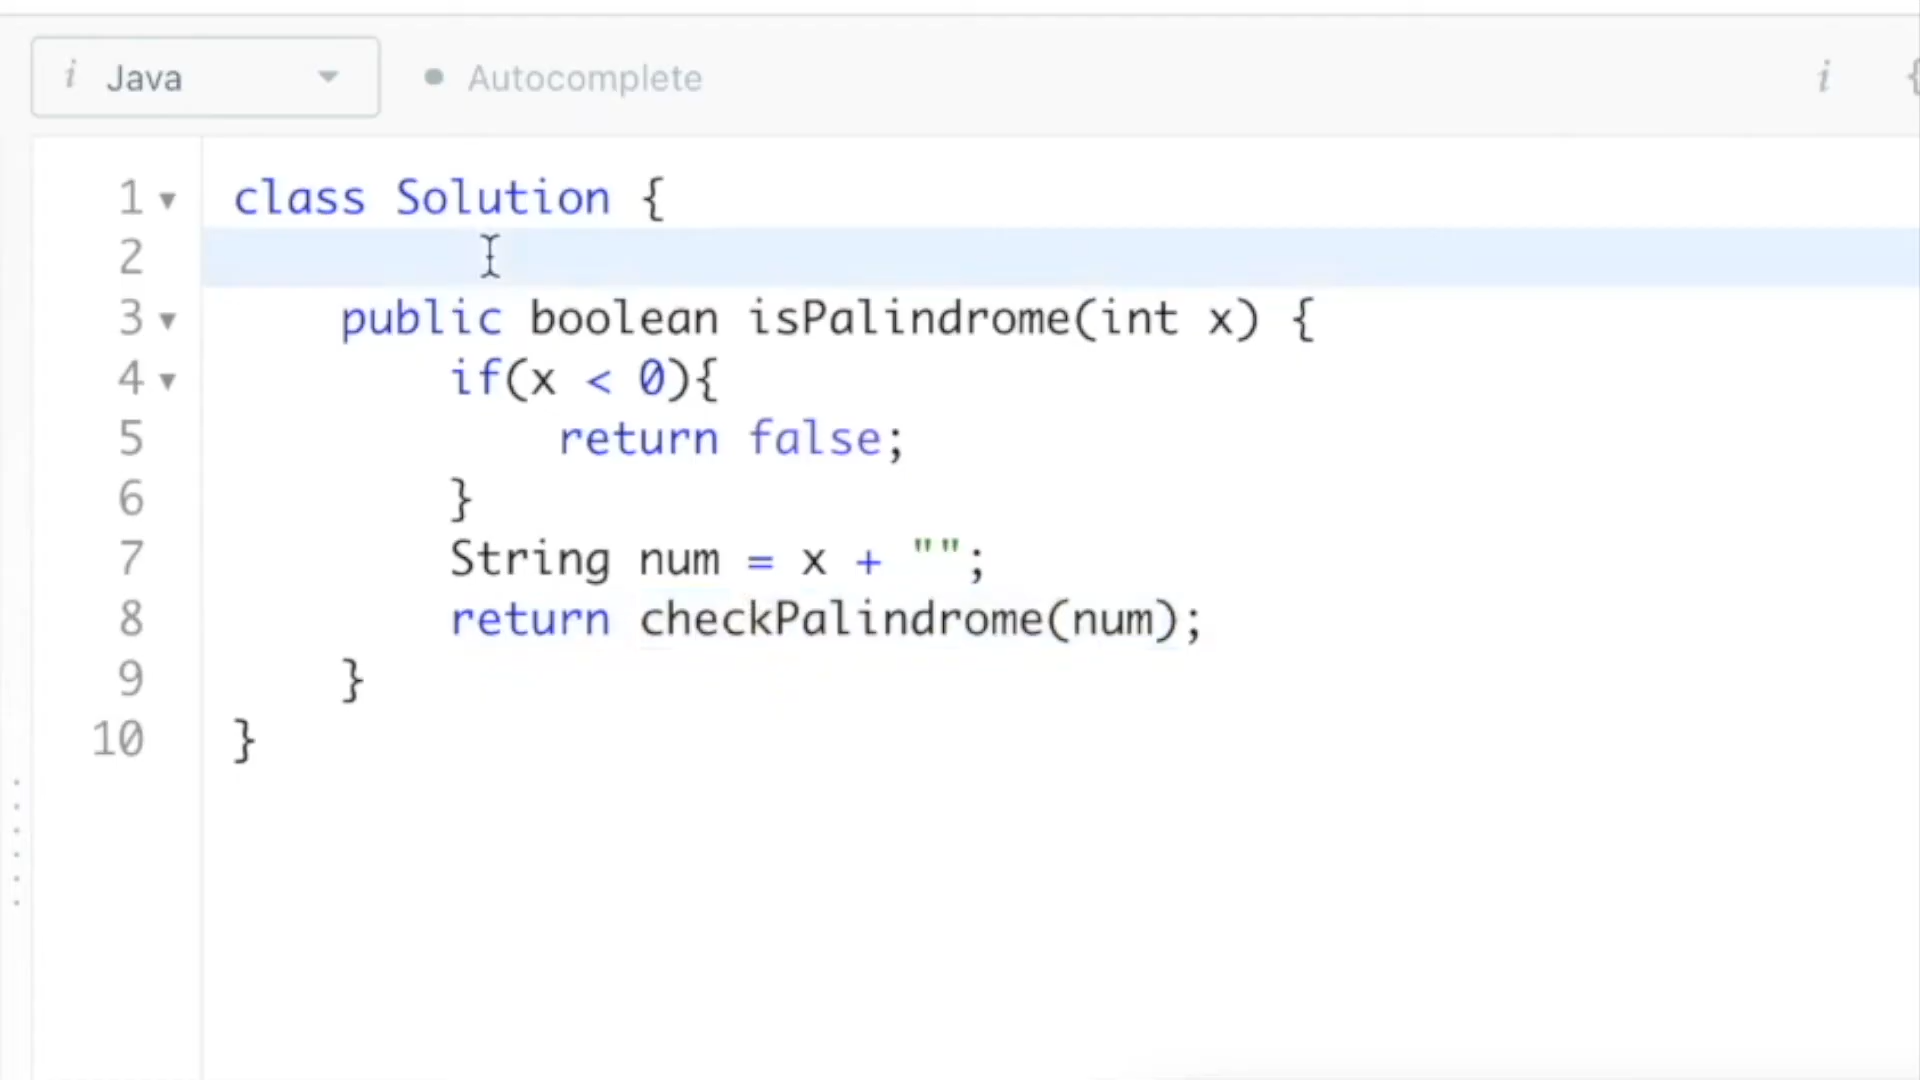 i Java Autocomplete i {
1 class Solution {
2
3 public boolean isPalindrome(int x) {
4 if(x < 0){
5 return false;
6 }
7 String num = x + "";
8 return checkPalindrome(num);
9 }
10 }